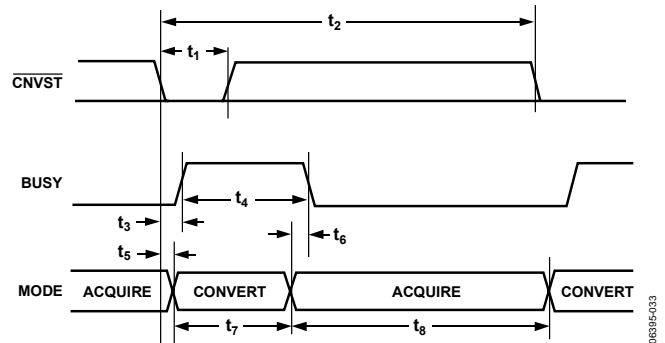 t2
t1
CNVST
BUSY
t4
t3
t6
t5
MODE ACQUIRE CONVERT ACQUIRE CONVERT
t7 t8
06395-033